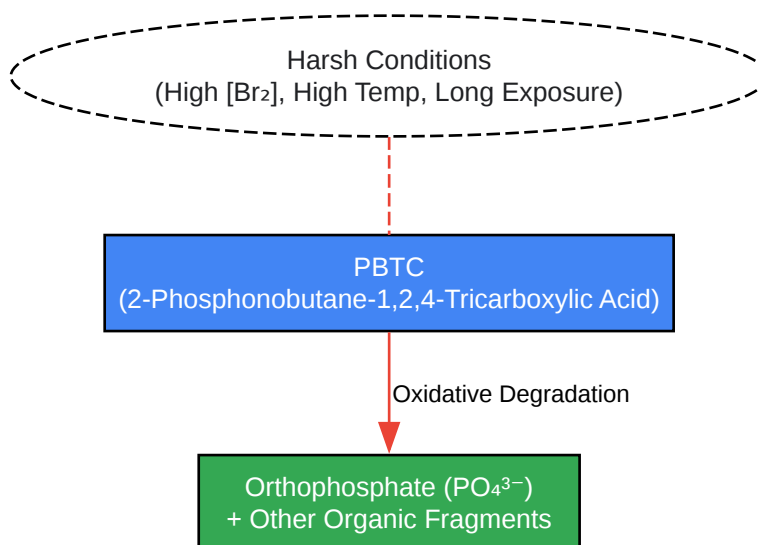 Harsh Conditions
(High [Br₂], High Temp, Long Exposure)
PBTC
(2-Phosphonobutane-1,2,4-Tricarboxylic Acid)
Oxidative Degradation
Orthophosphate (PO₄³⁻)
+ Other Organic Fragments